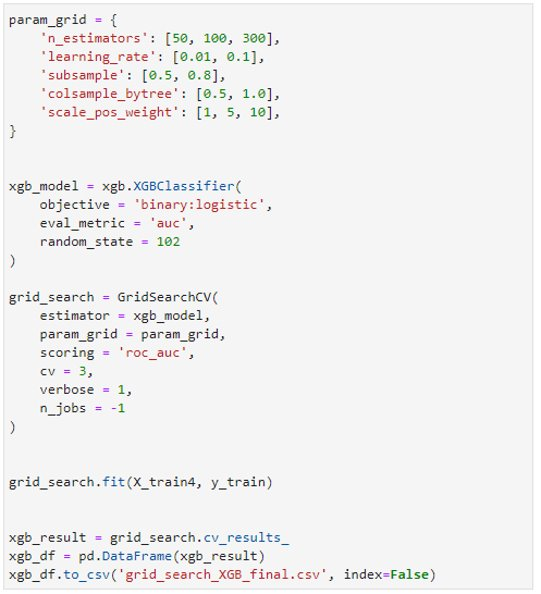 param_grid = {
    'n_estimators': [50, 100, 300],
    'learning_rate': [0.01, 0.1],
    'subsample': [0.5, 0.8],
    'colsample_bytree': [0.5, 1.0],
    'scale_pos_weight': [1, 5, 10],
}
xgb_model = xgb.XGBClassifier(
    objective = 'binary:logistic',
    eval_metric = 'auc',
    random_state = 102
)
grid_search = GridSearchCV(
    estimator = xgb_model,
    param_grid = param_grid,
    scoring = 'roc_auc',
    cv = 3,
    verbose = 1,
    n_jobs = -1
)
grid_search.fit(X_train4, y_train)
xgb_result = grid_search.cv_results_
xgb_df = pd.DataFrame(xgb_result)
xgb_df.to_csv('grid_search_XGB_final.csv', index=False)